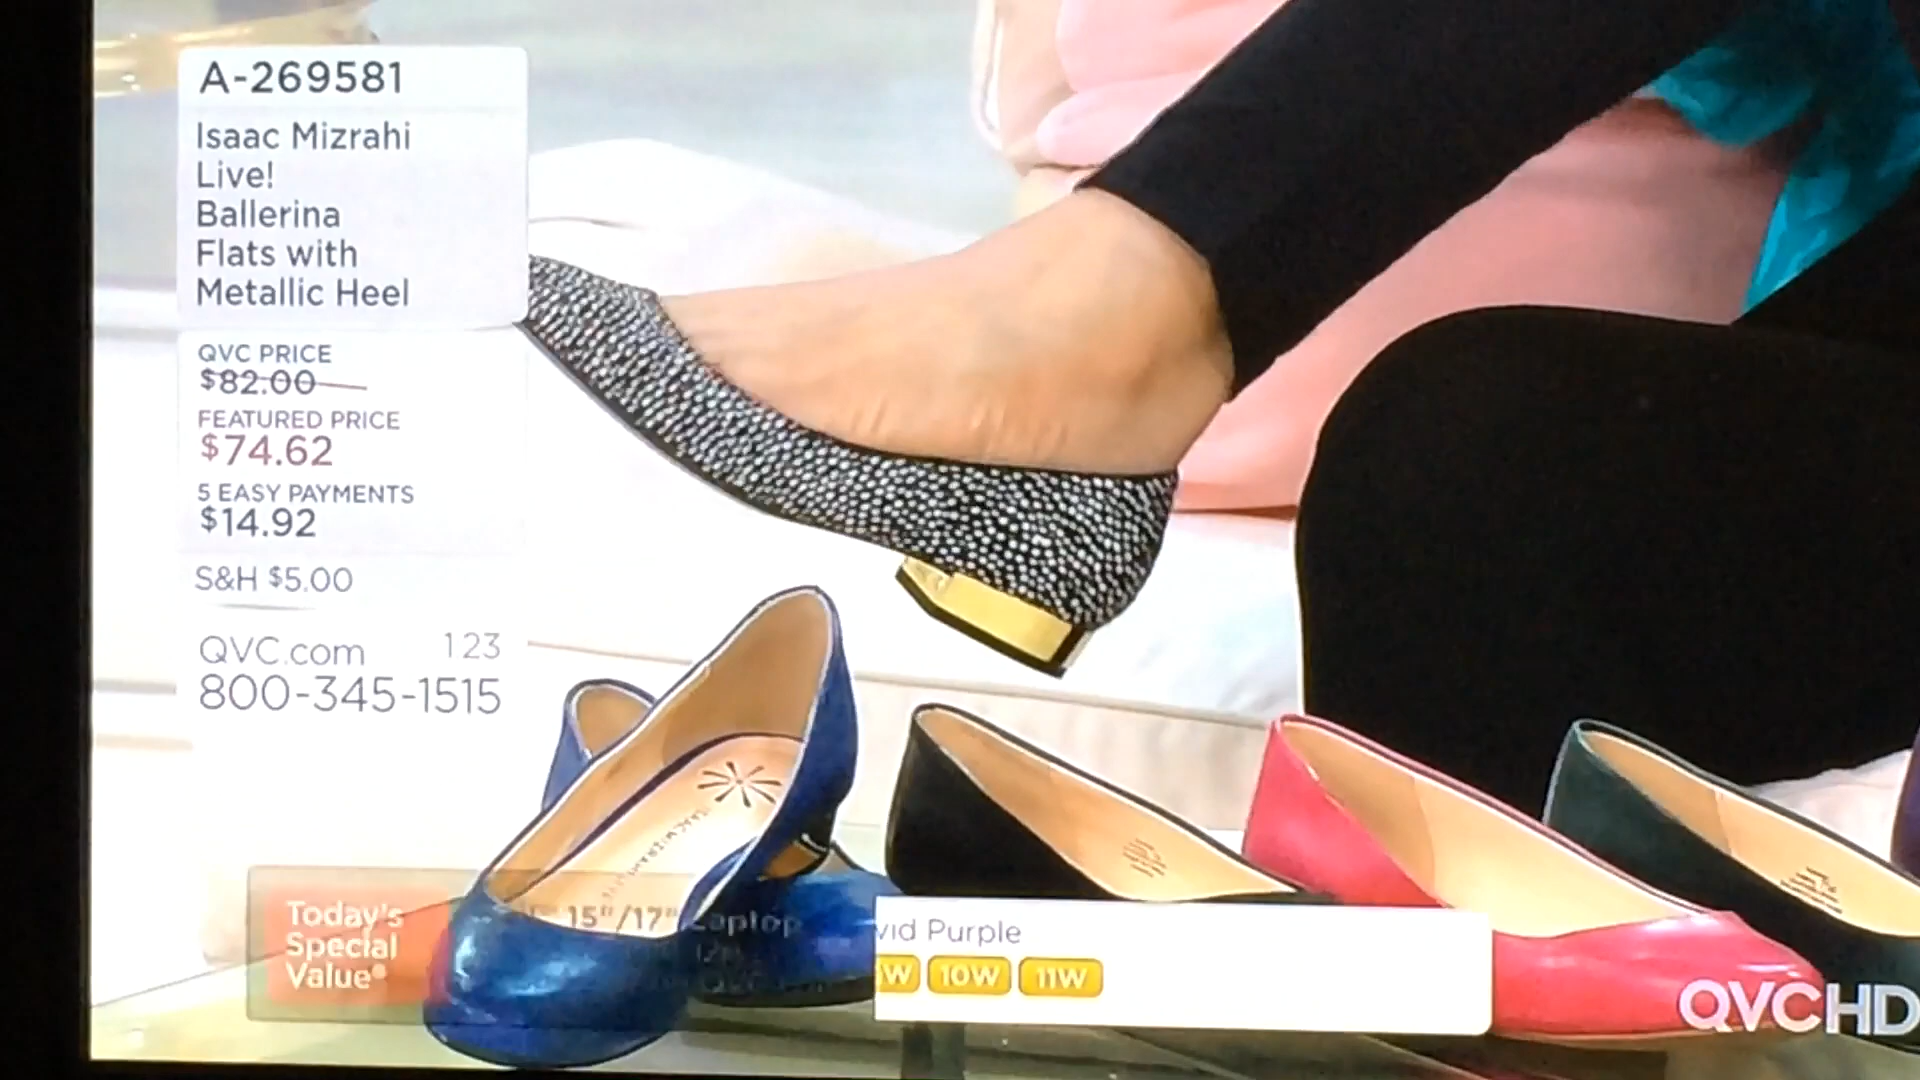 A-269581
Isaac Mizrahi
Live!
Ballerina
Flats with
Metallic Heel
QVC PRICE
$82.00
FEATURED PRICE
$74.62
5 EASY PAYMENTS
$14.92
S&H $5.00
QVC.com 123
800-345-1515
Today's
Special
Value®
15"/17" Laptop
Purple
10W 11W
QVCHD